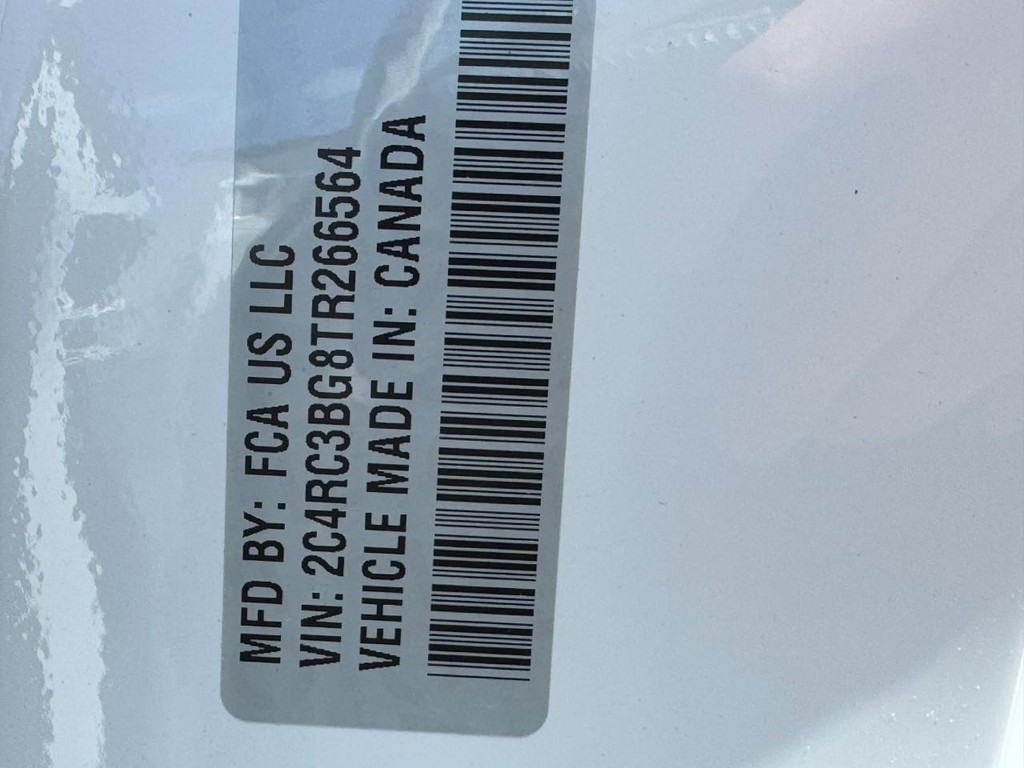 MFD BY: FCA US LLC
VIN: 2C4RC3BG8TR266564
VEHICLE MADE IN: CANADA